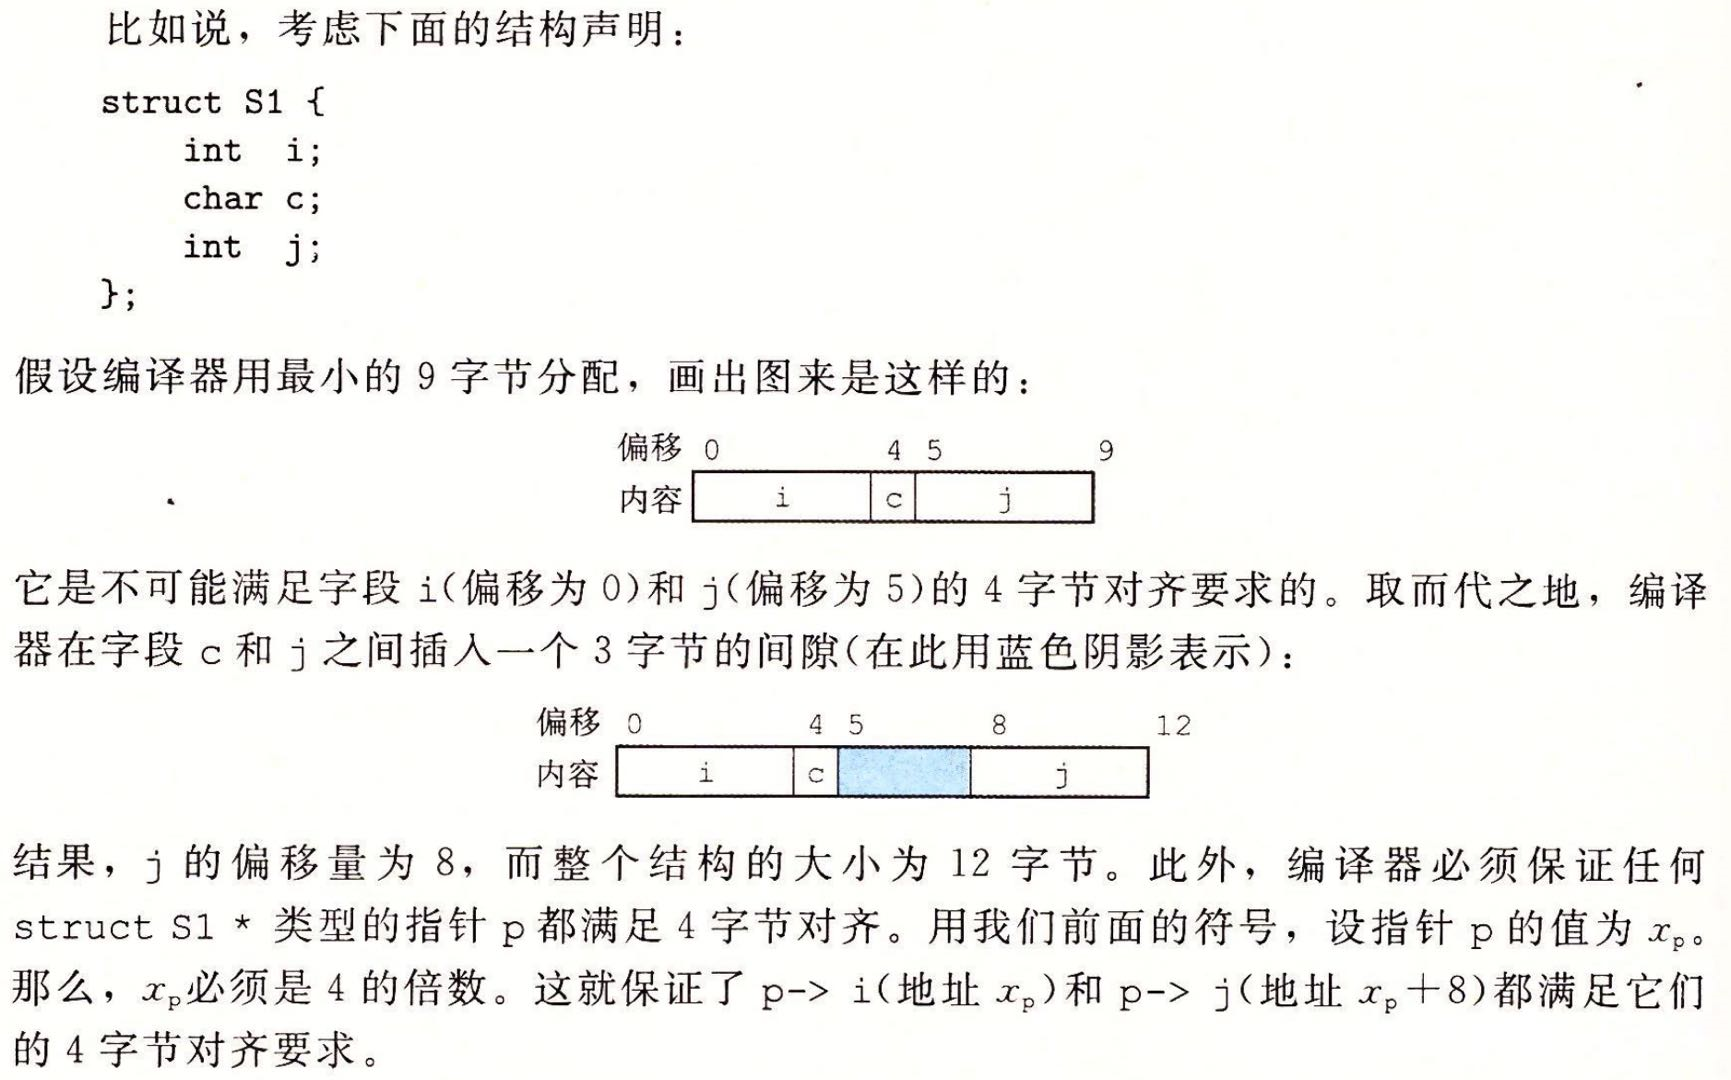 比如说，考虑下面的结构声明：
struct S1 {
    int  i;
    char c;
    int  j;
};
假设编译器用最小的 9 字节分配，画出图来是这样的：
偏移 0 4 5 9
内容 i c j
它是不可能满足字段 i(偏移为 0)和 j(偏移为 5)的 4 字节对齐要求的。取而代之地，编译
器在字段 c 和 j 之间插入一个 3 字节的间隙(在此用蓝色阴影表示)：
偏移 0 4 5 8 12
内容 i c j
结果，j 的偏移量为 8，而整个结构的大小为 12 字节。此外，编译器必须保证任何
struct S1 * 类型的指针 p 都满足 4 字节对齐。用我们前面的符号，设指针 p 的值为 xₚ。
那么，xₚ必须是 4 的倍数。这就保证了 p-> i(地址 xₚ)和 p-> j(地址 xₚ+8)都满足它们
的 4 字节对齐要求。